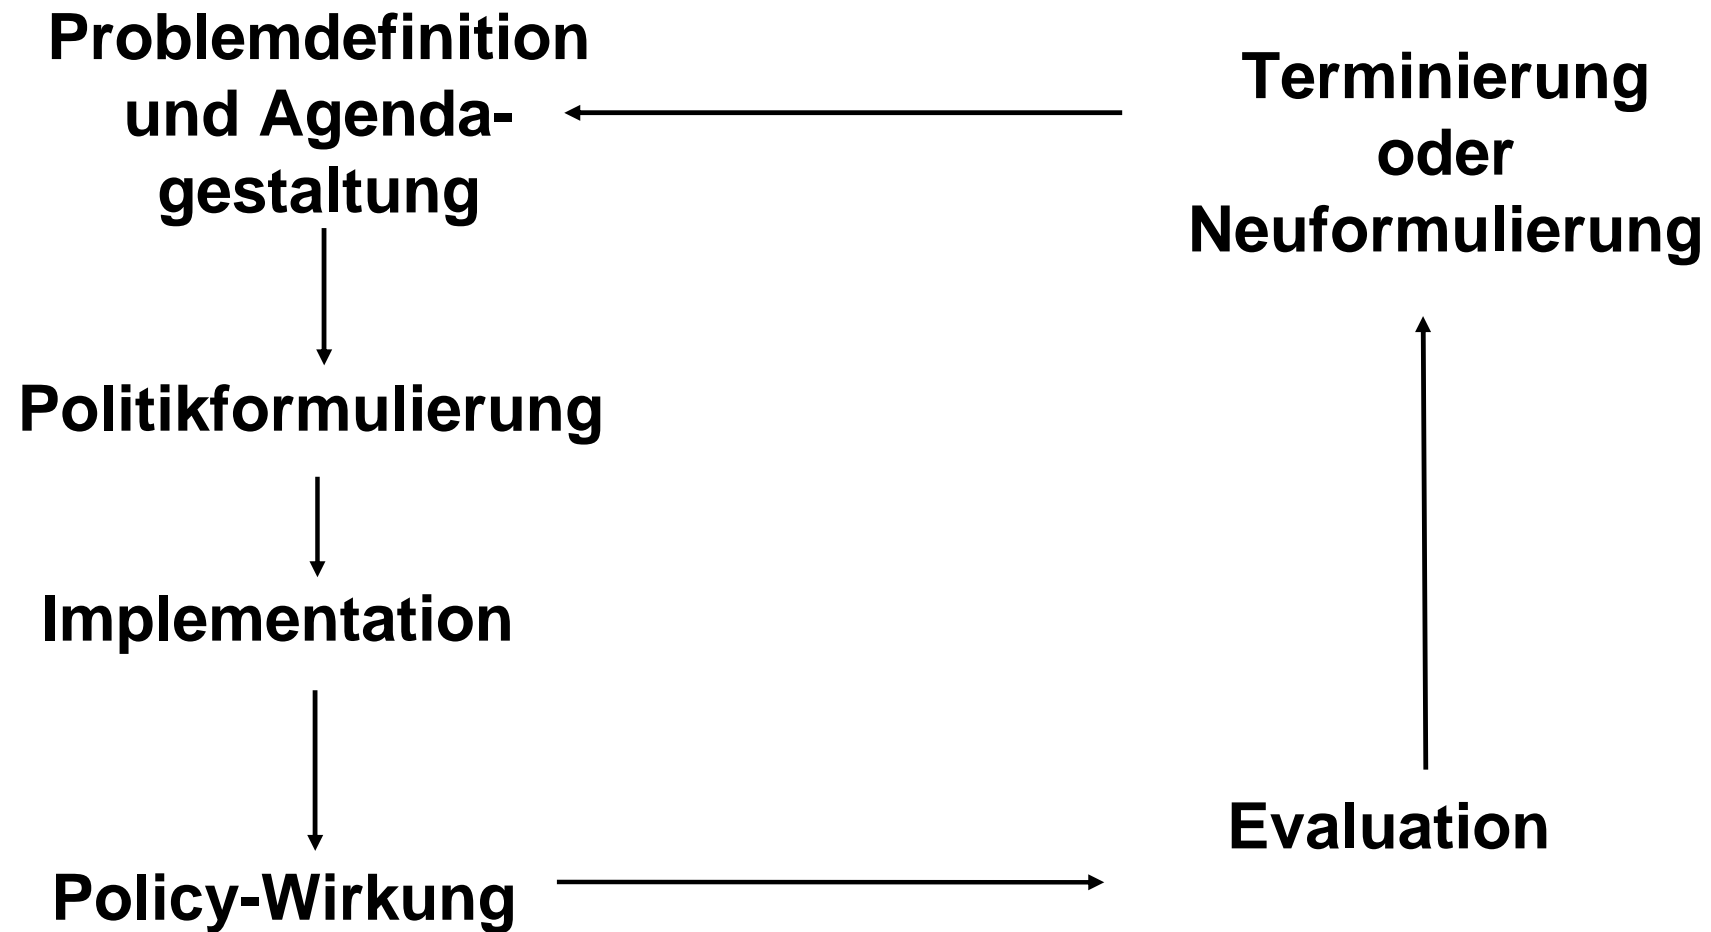 Problemdefinition
und Agenda-
gestaltung
Terminierung
oder
Neuformulierung
Politikformulierung
Implementation
Evaluation
Policy-Wirkung